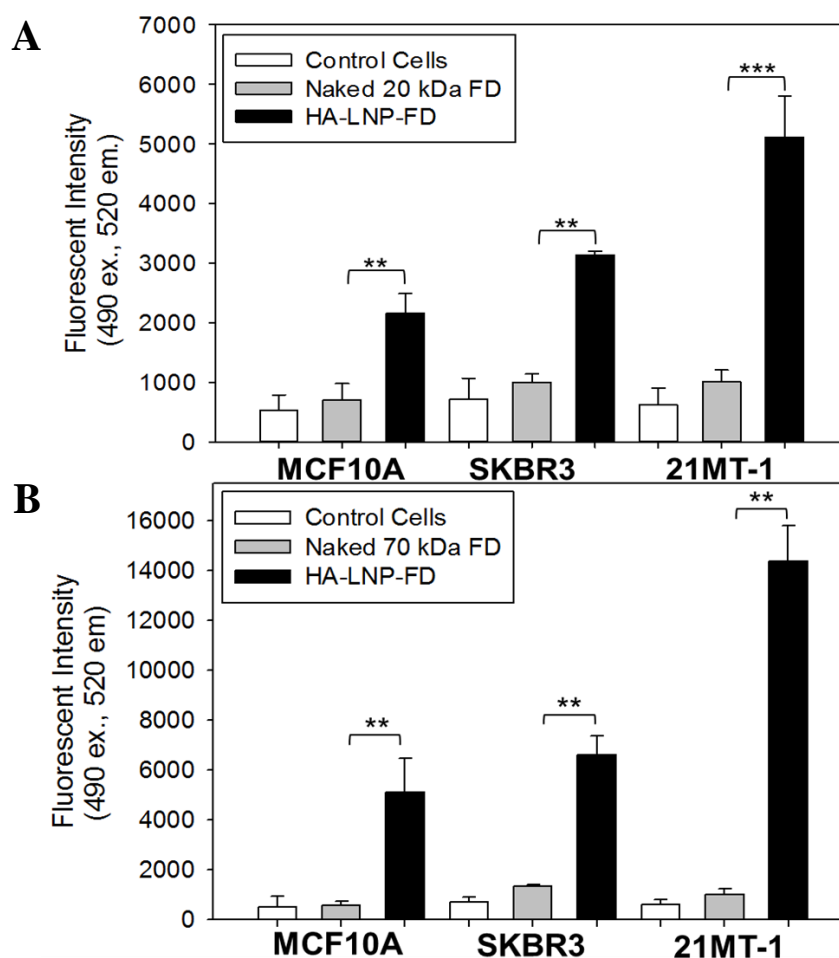 A
Fluorescent Intensity
(490 ex., 520 em.)
7000
6000
5000
4000
3000
2000
1000
0
Control Cells
Naked 20 kDa FD
HA-LNP-FD
**
**
***
MCF10A SKBR3 21MT-1
B
Fluorescent Intensity
(490 ex., 520 em)
16000
14000
12000
10000
8000
6000
4000
2000
0
Control Cells
Naked 70 kDa FD
HA-LNP-FD
**
**
**
MCF10A SKBR3 21MT-1